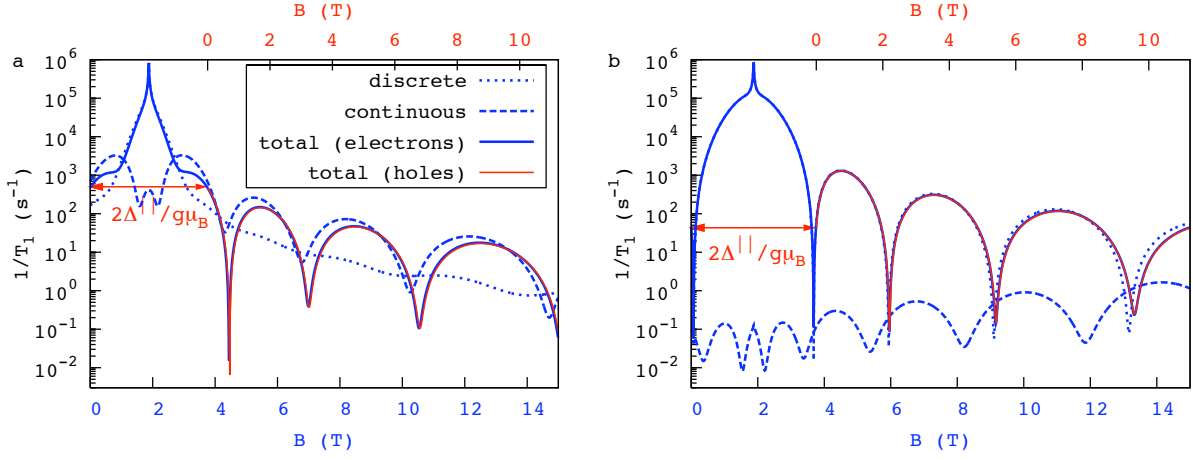 B (T)
0 2 4 6 8 10
a
10^6
10^5
10^4
10^3
10^2
10^1
10^0
10^-1
10^-2
1/T_1 (s^-1)
discrete
continuous
total (electrons)
total (holes)
2Δ^||/gμ_B
0 2 4 6 8 10 12 14
B (T)
B (T)
0 2 4 6 8 10
b
10^6
10^5
10^4
10^3
10^2
10^1
10^0
10^-1
10^-2
1/T_1 (s^-1)
2Δ^||/gμ_B
0 2 4 6 8 10 12 14
B (T)